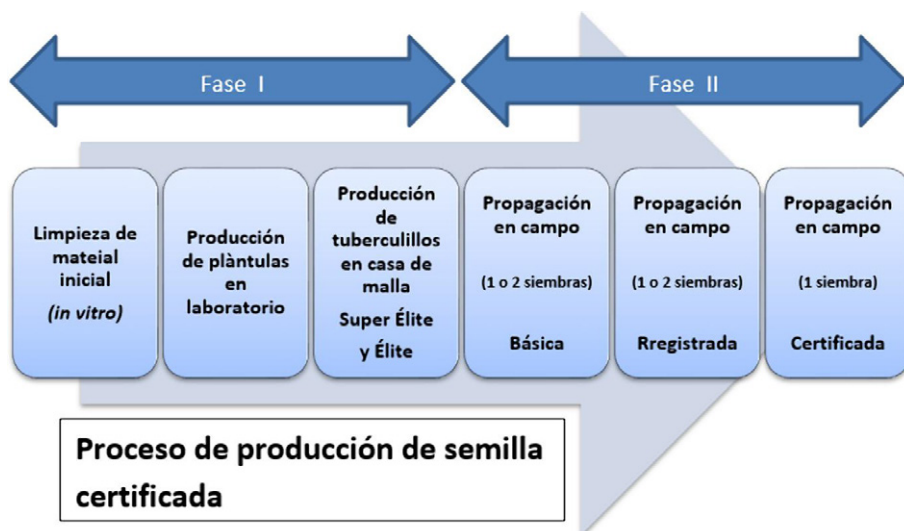 Fase I
Fase II
Limpieza de
mateial
inicial
(in vitro)
Producción
de plàntulas
en
laboratorio
Producción
de
tuberculillos
en casa de
malla
Super Élite
y Élite
Propagación
en campo
(1 o 2 siembras)
Básica
Propagación
en campo
(1 o 2 siembras)
Rregistrada
Propagación
en campo
(1 siembra)
Certificada
Proceso de producción de semilla
certificada